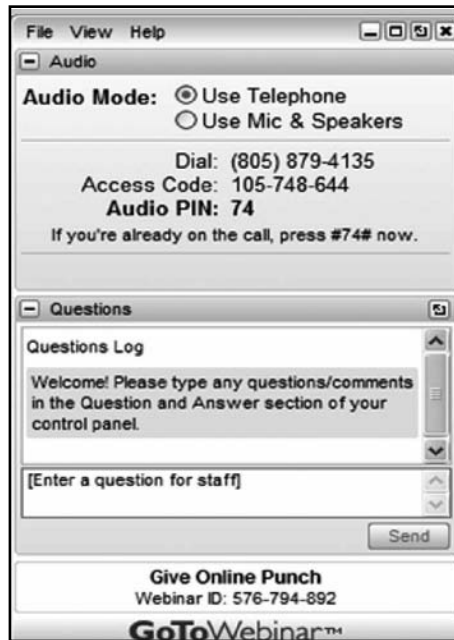 File View Help
Audio
Audio Mode: Use Telephone
Use Mic & Speakers
Dial: (805) 879-4135
Access Code: 105-748-644
Audio PIN: 74
If you're already on the call, press #74# now.
Questions
Questions Log
Welcome! Please type any questions/comments
in the Question and Answer section of your
control panel.
[Enter a question for staff]
Send
Give Online Punch
Webinar ID: 576-794-892
GoToWebinar™